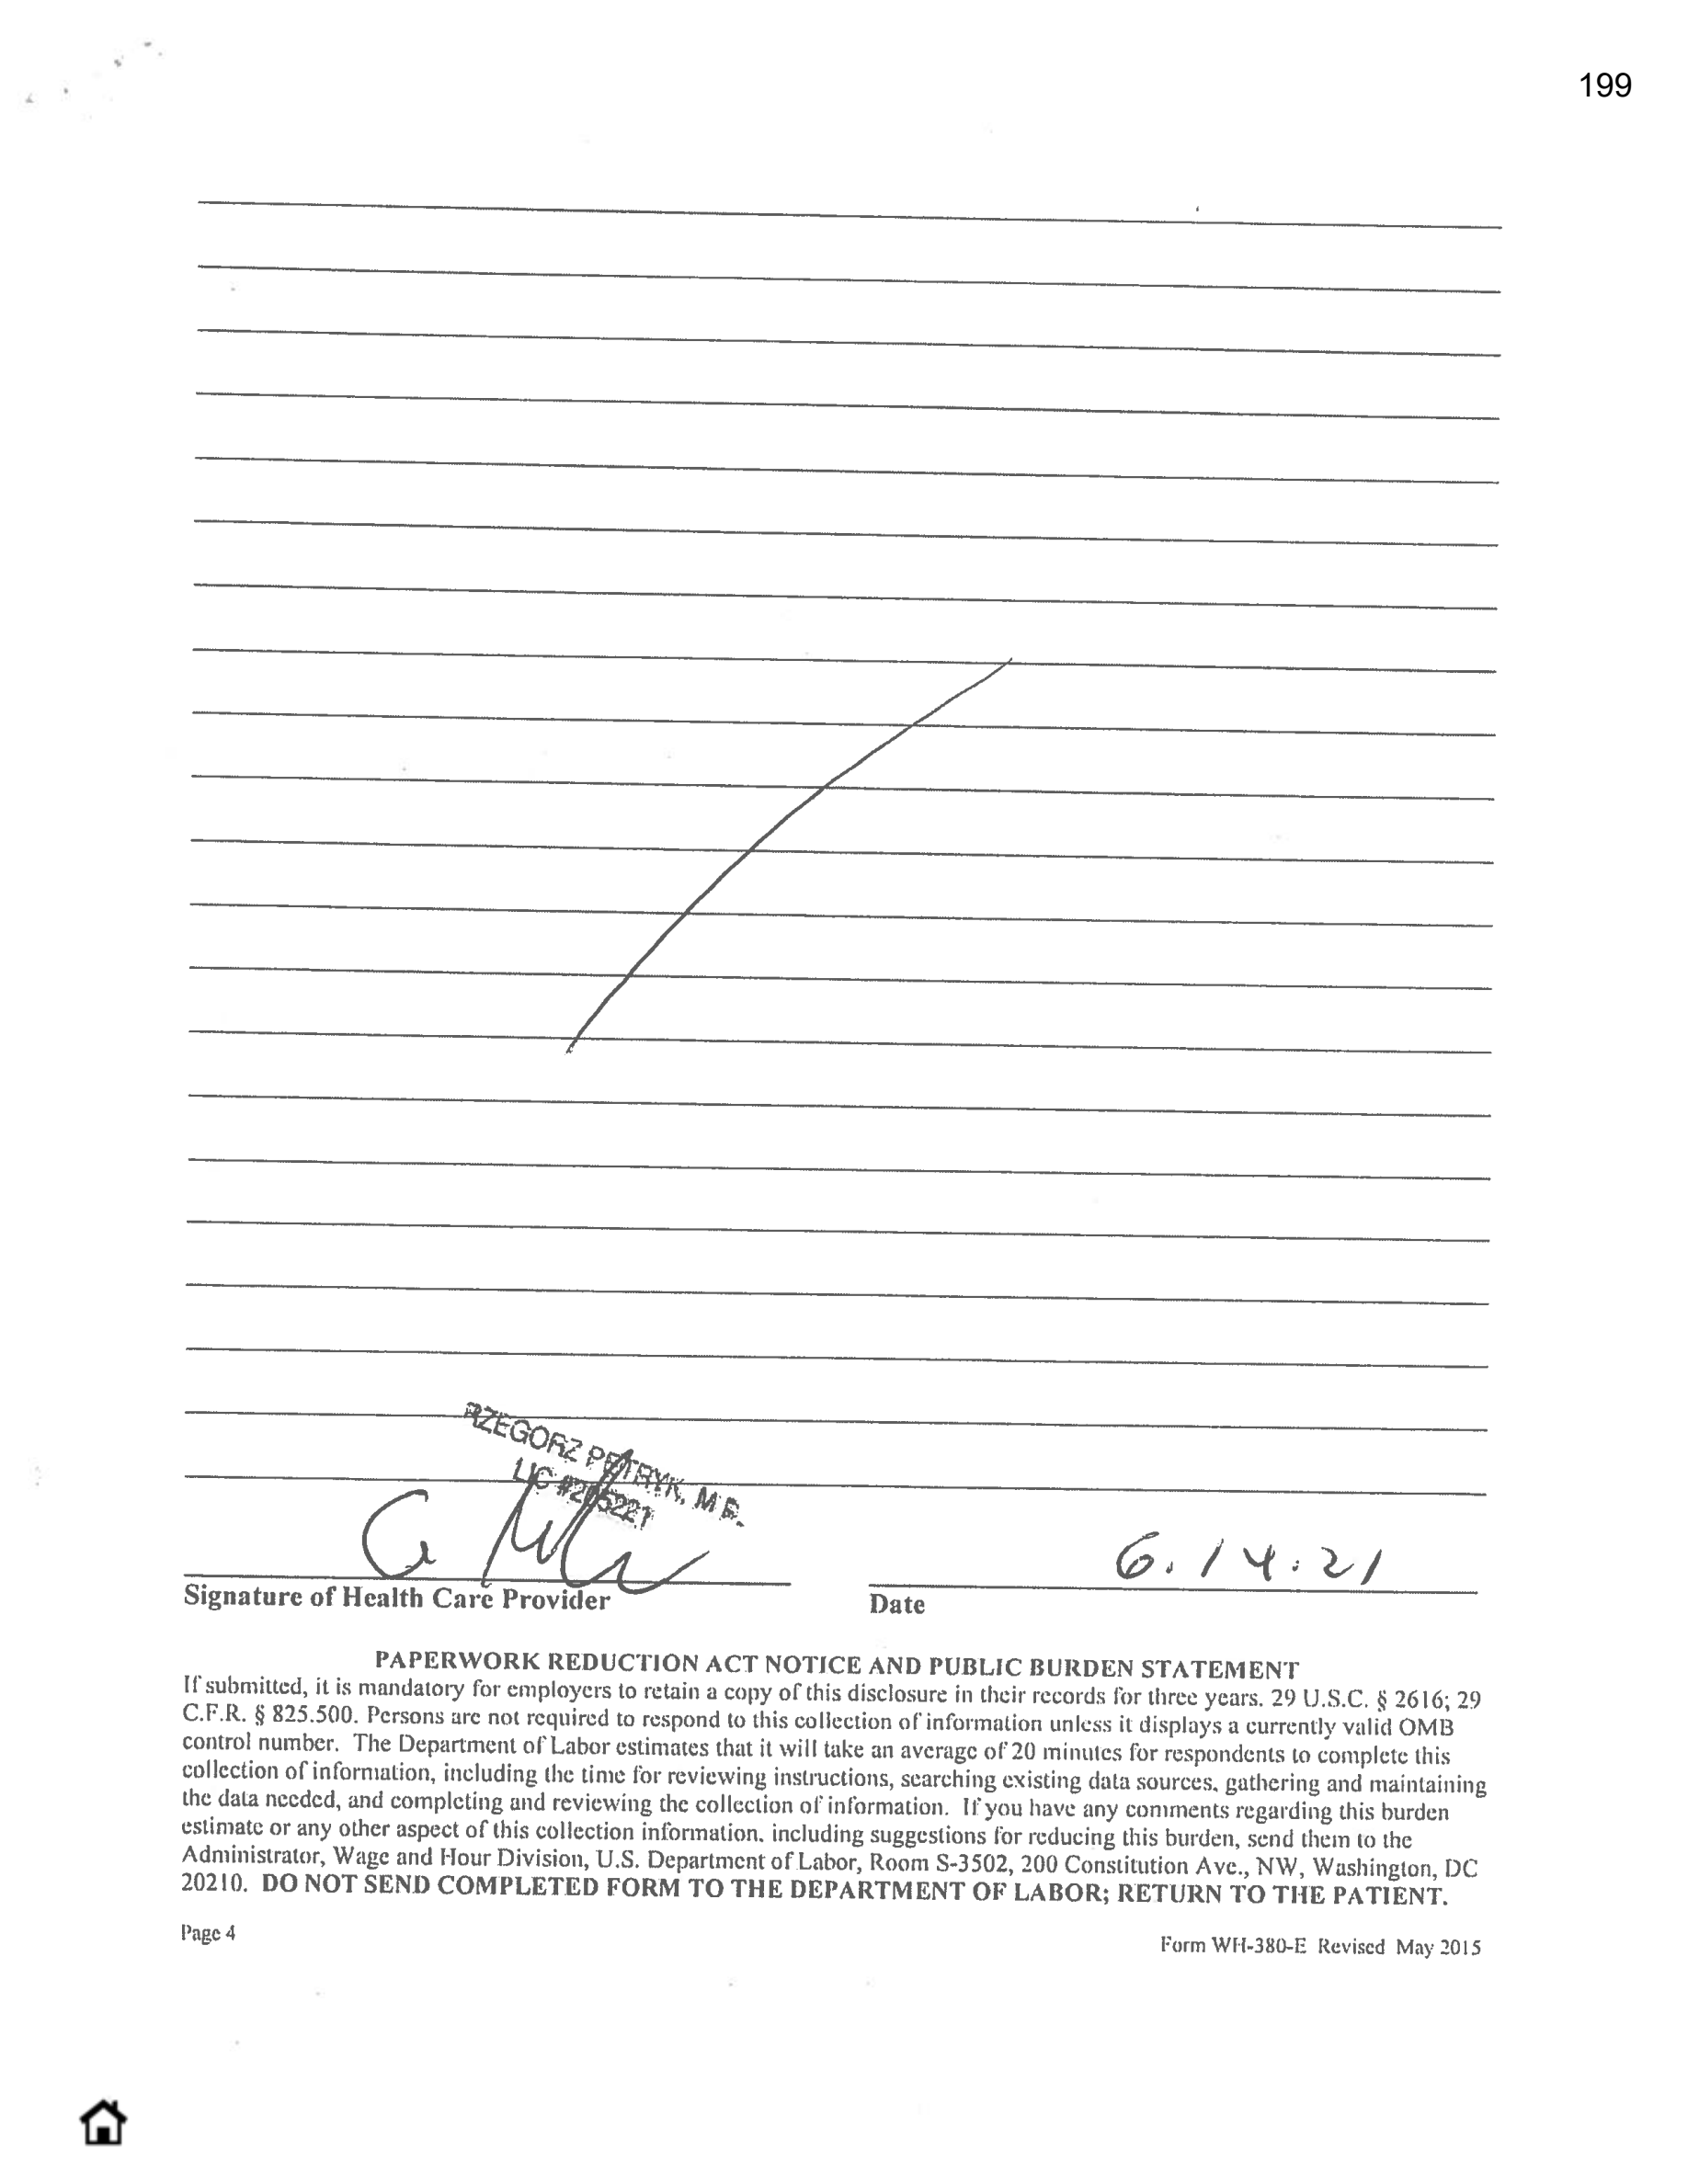 199
RZEGORZ PETRYK, M.D.
LIC #205221
6.14.21
Signature of Health Care Provider
Date
PAPERWORK REDUCTION ACT NOTICE AND PUBLIC BURDEN STATEMENT
If submitted, it is mandatory for employers to retain a copy of this disclosure in their records for three years. 29 U.S.C. § 2616; 29
C.F.R. § 825.500. Persons are not required to respond to this collection of information unless it displays a currently valid OMB
control number. The Department of Labor estimates that it will take an average of 20 minutes for respondents to complete this
collection of information, including the time for reviewing instructions, searching existing data sources, gathering and maintaining
the data needed, and completing and reviewing the collection of information. If you have any comments regarding this burden
estimate or any other aspect of this collection information, including suggestions for reducing this burden, send them to the
Administrator, Wage and Hour Division, U.S. Department of Labor, Room S-3502, 200 Constitution Ave., NW, Washington, DC
20210. DO NOT SEND COMPLETED FORM TO THE DEPARTMENT OF LABOR; RETURN TO THE PATIENT.
Page 4
Form WH-380-E Revised May 2015